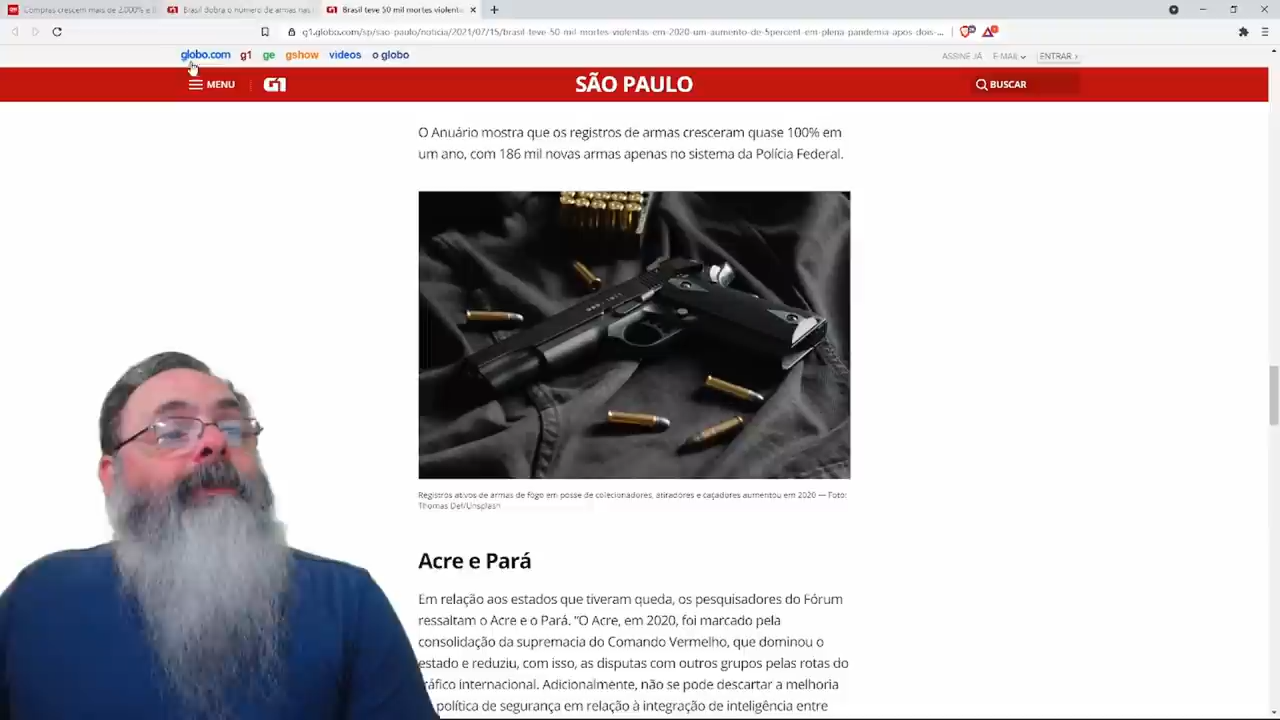 Compras crescem mais de 2.000% e l
Brasil dobra o número de armas nas
Brasil teve 50 mil mortes violenta
g1.globo.com/sp/sao-paulo/noticia/2021/07/15/brasil-teve-50-mil-mortes-violentas-em-2020-um-aumento-de-5percent-em-plena-pandemia-apos-dois-...
globo.com g1 ge gshow videos o globo
ASSINE JÁ E-MAIL ENTRAR ›
MENU G1 SÃO PAULO BUSCAR
O Anuário mostra que os registros de armas cresceram quase 100% em
um ano, com 186 mil novas armas apenas no sistema da Polícia Federal.
Registros ativos de armas de fogo em posse de colecionadores, atiradores e caçadores aumentou em 2020 — Foto:
Thomas Def/Unsplash
Acre e Pará
Em relação aos estados que tiveram queda, os pesquisadores do Fórum
ressaltam o Acre e o Pará. "O Acre, em 2020, foi marcado pela
consolidação da supremacia do Comando Vermelho, que dominou o
estado e reduziu, com isso, as disputas com outros grupos pelas rotas do
ráfico internacional. Adicionalmente, não se pode descartar a melhoria
política de segurança em relação à integração de inteligência entre